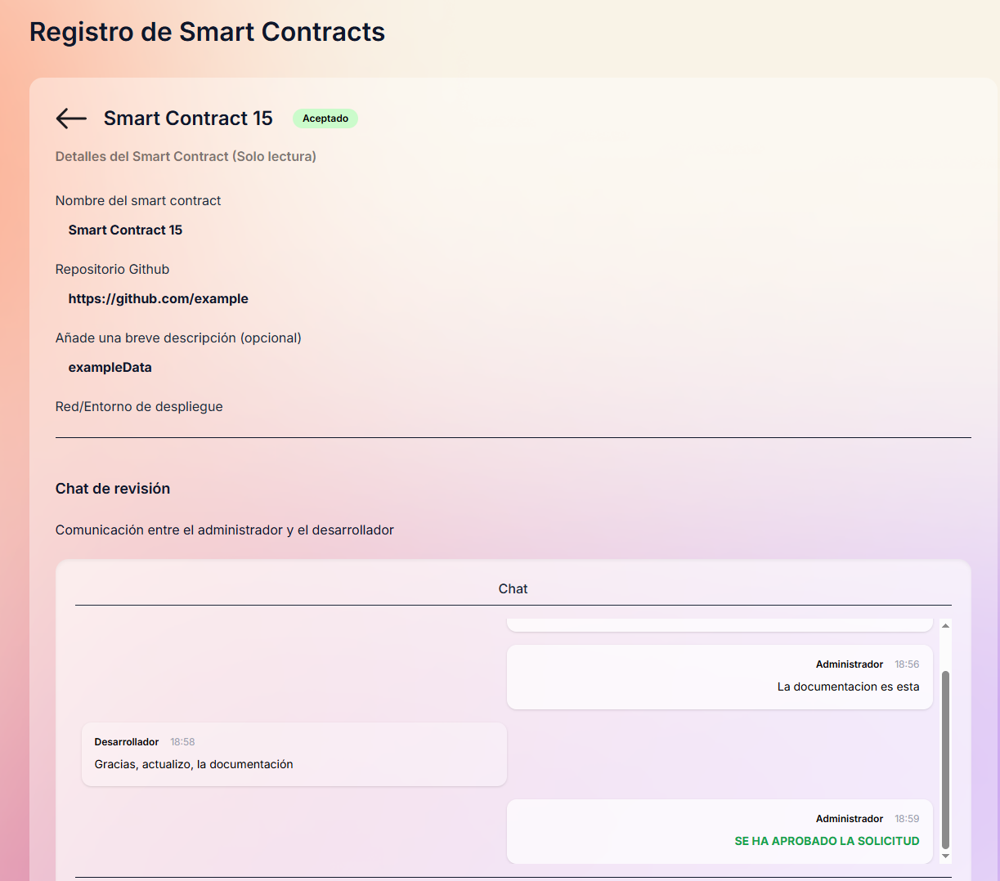 Registro de Smart Contracts
Smart Contract 15
Aceptado
Detalles del Smart Contract (Solo lectura)
Nombre del smart contract
Smart Contract 15
Repositorio Github
https://github.com/example
Añade una breve descripción (opcional)
exampleData
Red/Entorno de despliegue
Chat de revisión
Comunicación entre el administrador y el desarrollador
Chat
Administrador 18:56
La documentacion es esta
Desarrollador 18:58
Gracias, actualizo, la documentación
Administrador 18:59
SE HA APROBADO LA SOLICITUD